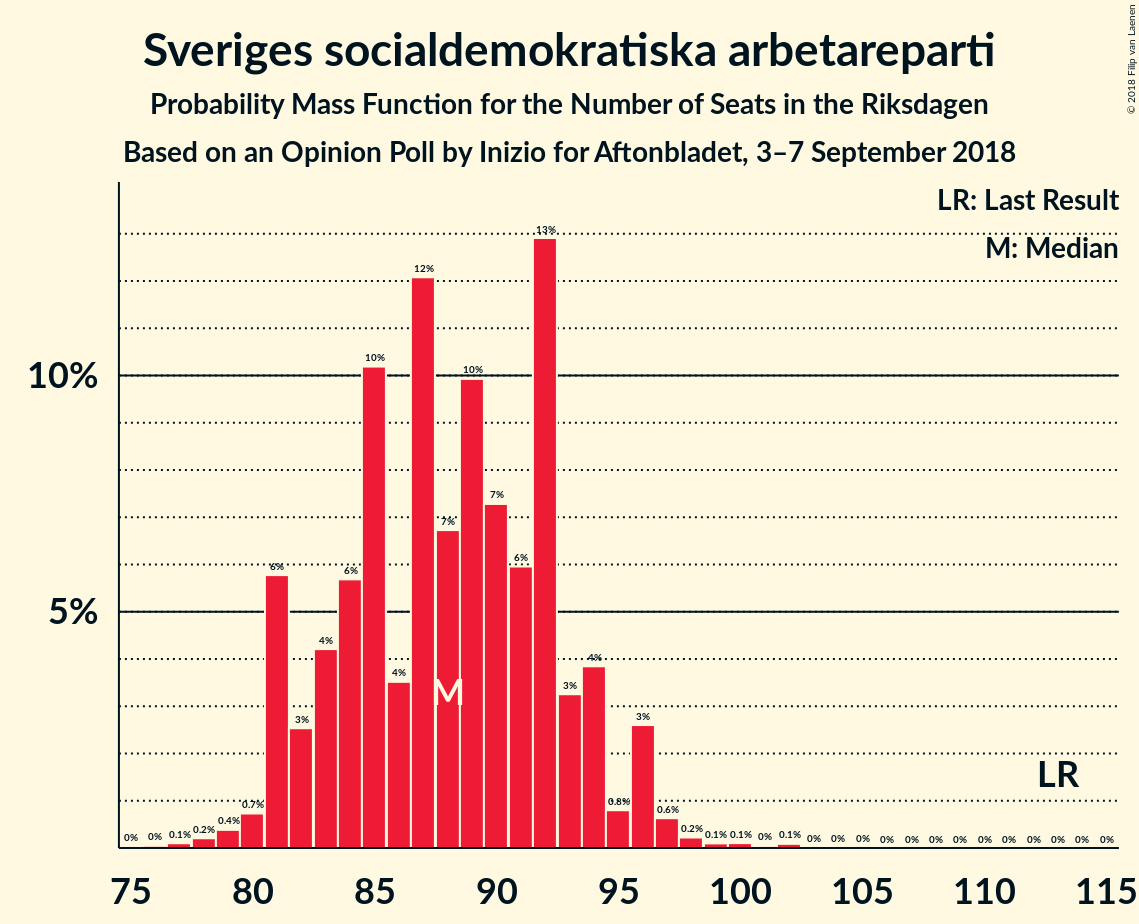 Sveriges socialdemokratiska arbetareparti
Probability Mass Function for the Number of Seats in the Riksdagen
Based on an Opinion Poll by Inizio for Aftonbladet, 3–7 September 2018
© 2018 Filip van Laenen
LR: Last Result
M: Median
13%
12%
10%
10%
10%
7%
7%
6%
6%
6%
5%
4%
4%
4%
M
3%
3%
3%
LR
0.8%
0.7%
0.6%
0% 0% 0.1% 0.2% 0.4% 0.2% 0.1% 0.1% 0% 0.1% 0% 0% 0% 0% 0% 0% 0% 0% 0% 0% 0% 0% 0%
75 80 85 90 95 100 105 110 115